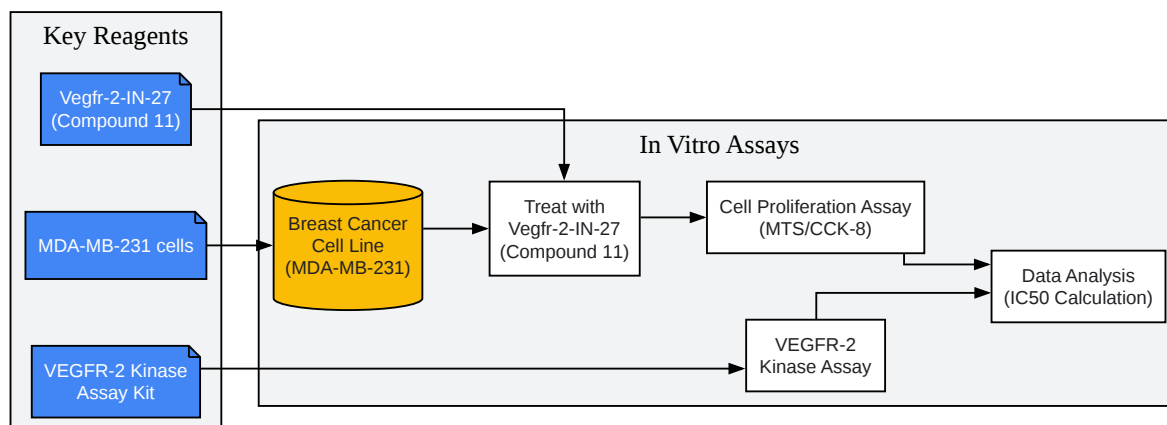 Key Reagents
Vegfr-2-IN-27
(Compound 11)
MDA-MB-231 cells
VEGFR-2 Kinase
Assay Kit
In Vitro Assays
Breast Cancer
Cell Line
(MDA-MB-231)
Treat with
Vegfr-2-IN-27
(Compound 11)
Cell Proliferation Assay
(MTS/CCK-8)
VEGFR-2
Kinase Assay
Data Analysis
(IC50 Calculation)